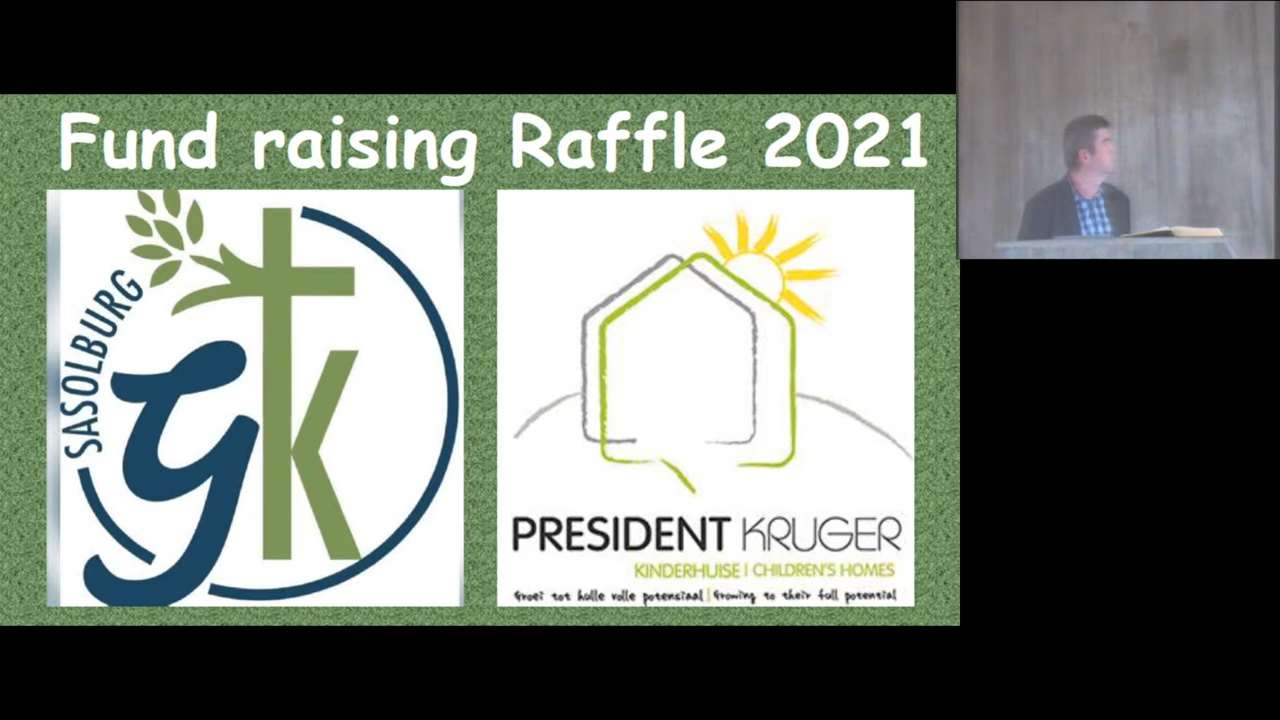 Fund raising Raffle 2021
SASOLBURG
gk
PRESIDENT KRUGER
KINDERHUISE | CHILDREN'S HOMES
Groei tot hulle volle potensiaal | Growing to their full potential